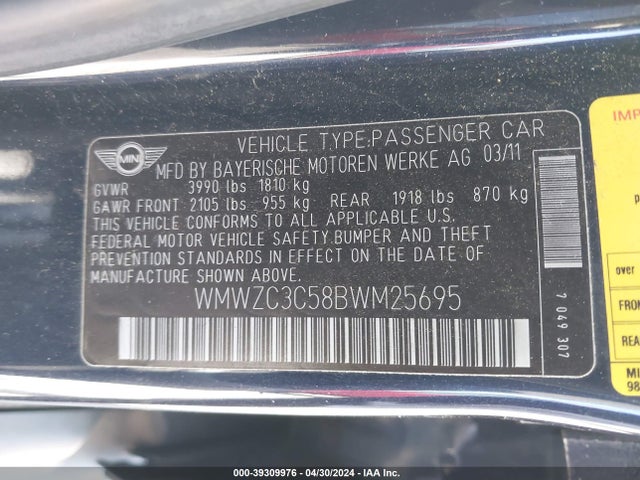 MINI
VEHICLE TYPE:PASSENGER CAR
MFD BY BAYERISCHE MOTOREN WERKE AG 03/11
GVWR 3990 lbs 1810 kg
GAWR FRONT 2105 lbs 955 kg REAR 1918 lbs 870 kg
THIS VEHICLE CONFORMS TO ALL APPLICABLE U.S.
FEDERAL MOTOR VEHICLE SAFETY,BUMPER AND THEFT
PREVENTION STANDARDS IN EFFECT ON THE DATE OF
MANUFACTURE SHOWN ABOVE.
WMWZC3C58BWM25695
7 049 307
IMP
p
over
FRON
REA
MI
98
000-39309976 / 04/30/2024 / IAA Inc.